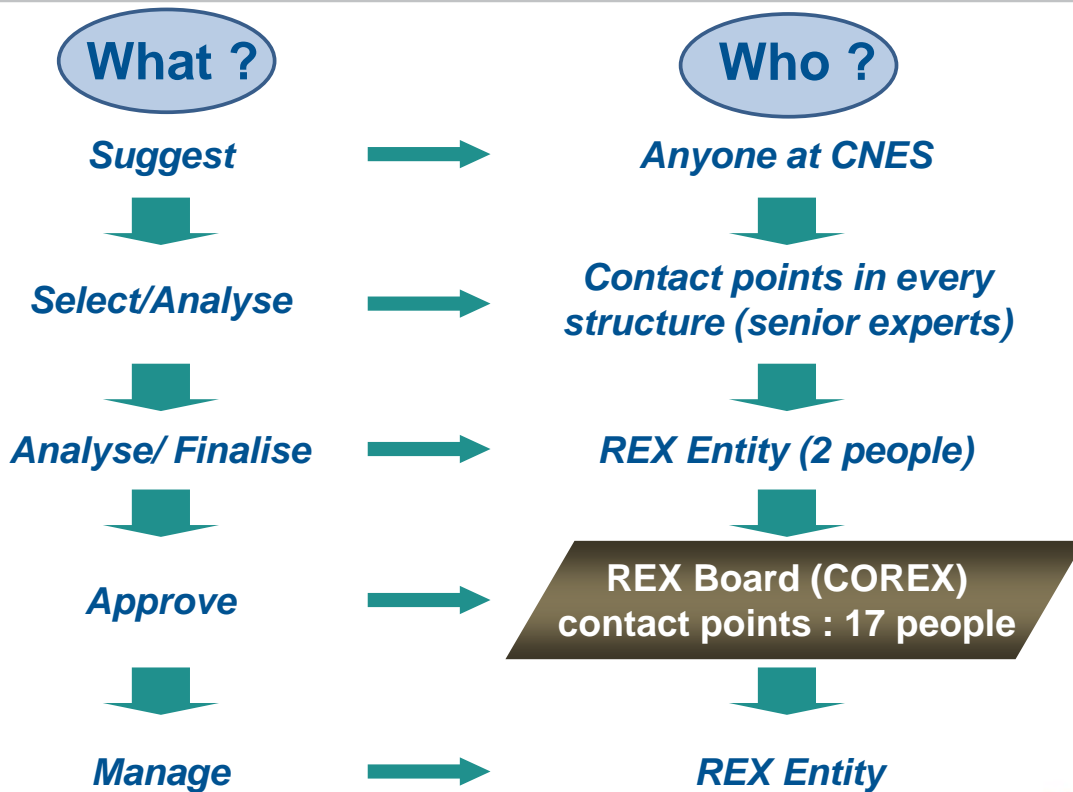 What ?
Who ?
Suggest
Anyone at CNES
Select/Analyse
Contact points in every
structure (senior experts)
Analyse/ Finalise
REX Entity (2 people)
Approve
REX Board (COREX)
contact points : 17 people
Manage
REX Entity